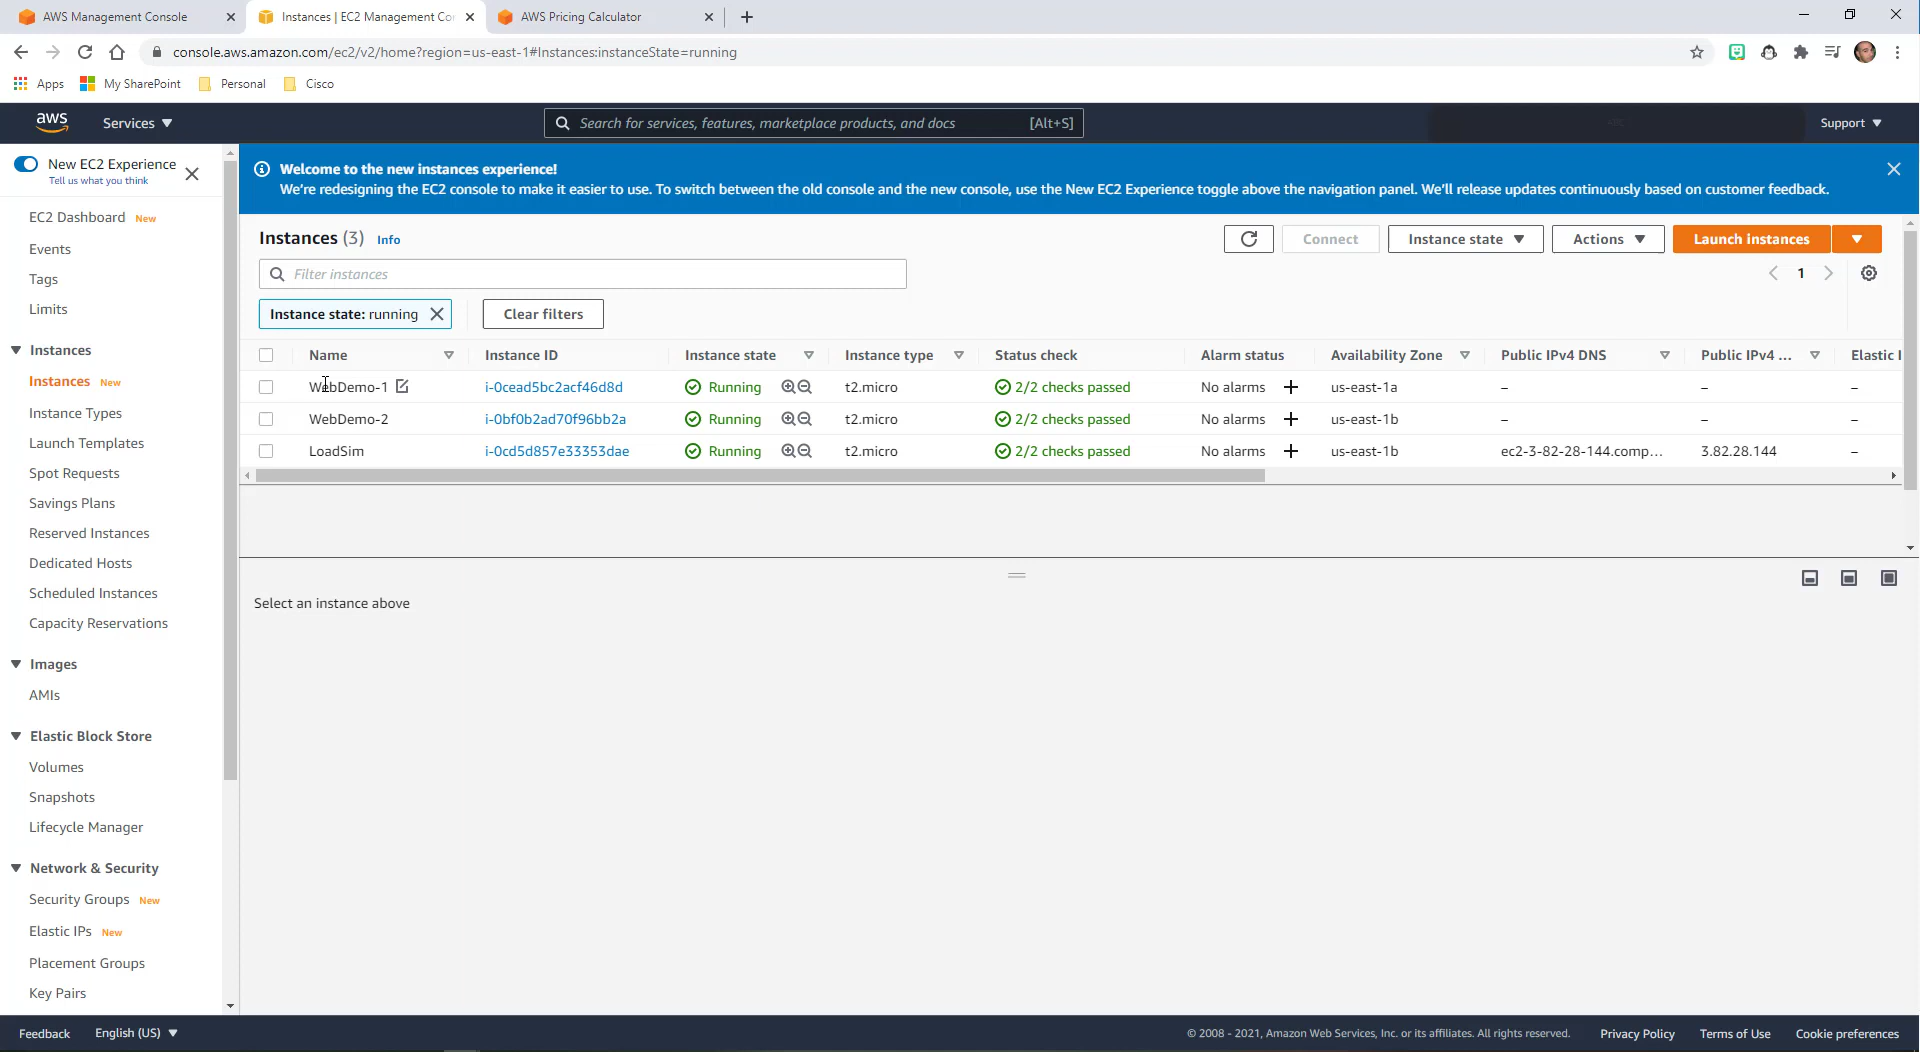 AWS Management Console
Instances | EC2 Management Co
AWS Pricing Calculator
console.aws.amazon.com/ec2/v2/home?region=us-east-1#Instances:instanceState=running
Apps
My SharePoint
Personal
Cisco
aws
Services
Search for services, features, marketplace products, and docs
[Alt+S]
Support
New EC2 Experience
Tell us what you think
EC2 Dashboard New
Events
Tags
Limits
Instances
Instances New
Instance Types
Launch Templates
Spot Requests
Savings Plans
Reserved Instances
Dedicated Hosts
Scheduled Instances
Capacity Reservations
Images
AMIs
Elastic Block Store
Volumes
Snapshots
Lifecycle Manager
Network & Security
Security Groups New
Elastic IPs New
Placement Groups
Key Pairs
Welcome to the new instances experience!
We're redesigning the EC2 console to make it easier to use. To switch between the old console and the new console, use the New EC2 Experience toggle above the navigation panel. We'll release updates continuously based on customer feedback.
Instances (3) Info
Connect
Instance state
Actions
Launch instances
Filter instances
1
Instance state: running
Clear filters
Name Instance ID Instance state Instance type Status check Alarm status Availability Zone Public IPv4 DNS Public IPv4 ... Elastic I
WebDemo-1 i-0cead5bc2acf46d8d Running t2.micro 2/2 checks passed No alarms + us-east-1a – – –
WebDemo-2 i-0bf0b2ad70f96bb2a Running t2.micro 2/2 checks passed No alarms + us-east-1b – – –
LoadSim i-0cd5d857e33353dae Running t2.micro 2/2 checks passed No alarms + us-east-1b ec2-3-82-28-144.comp... 3.82.28.144 –
Select an instance above
Feedback
English (US)
© 2008 - 2021, Amazon Web Services, Inc. or its affiliates. All rights reserved.
Privacy Policy
Terms of Use
Cookie preferences